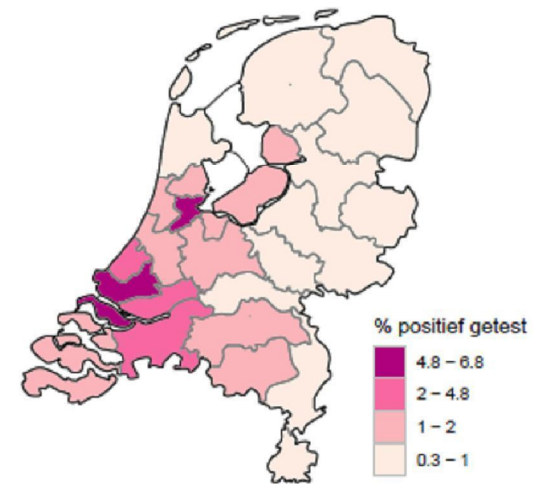 % positief getest
4.8 – 6.8
2 – 4.8
1 – 2
0.3 – 1